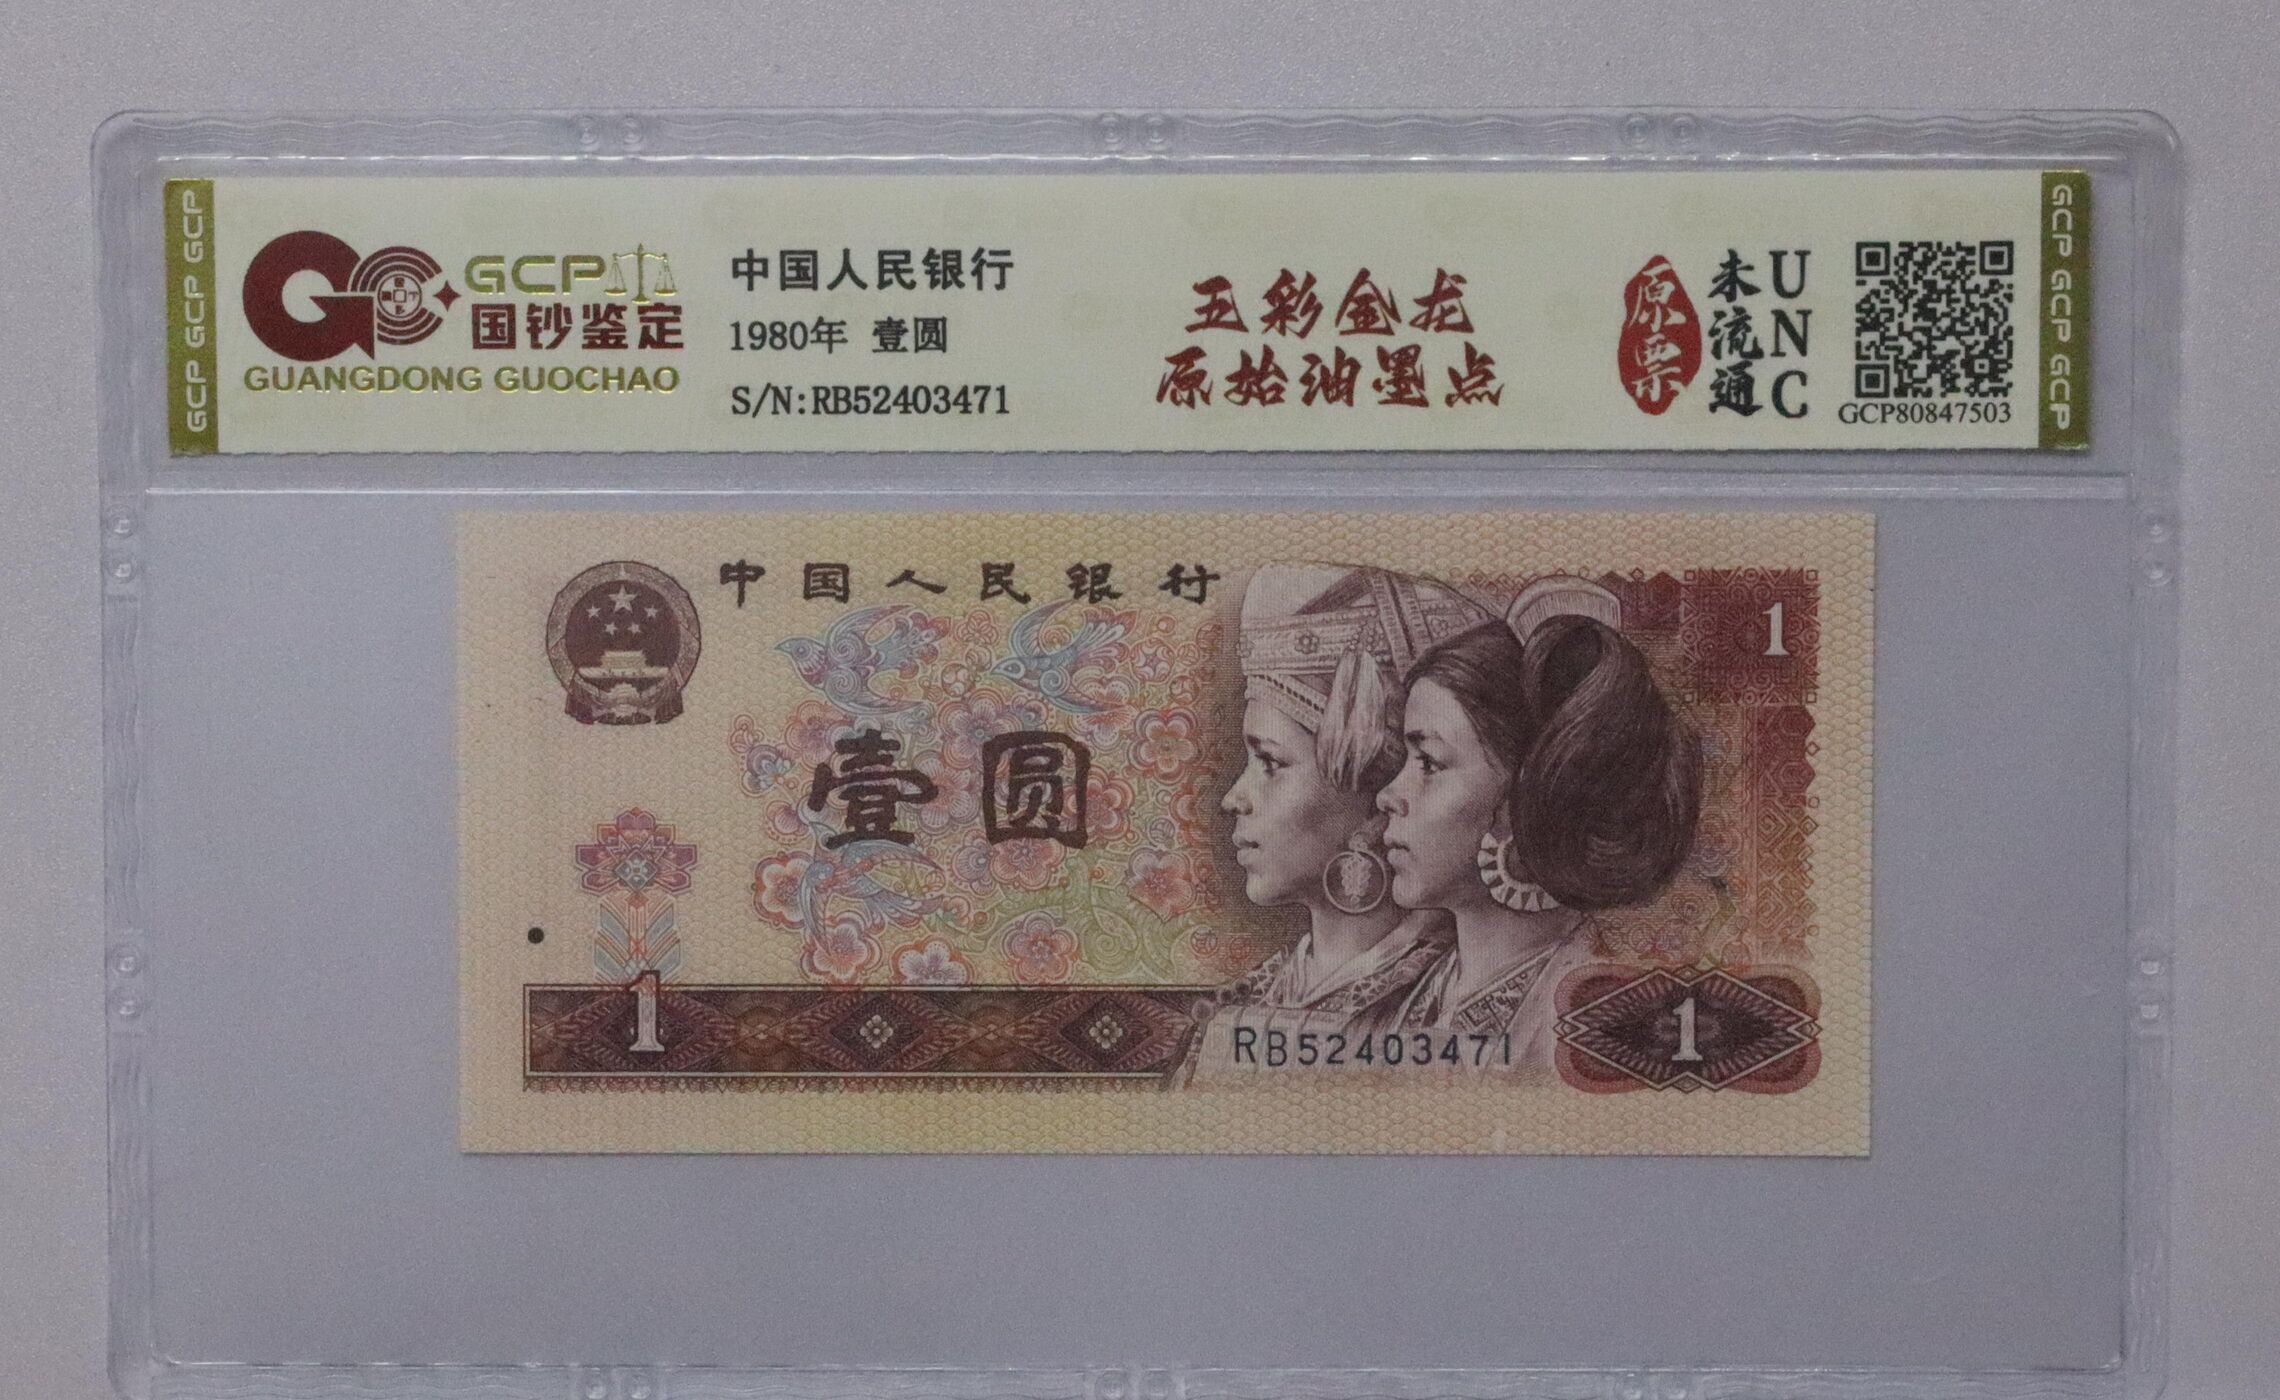 GCP GCP GCP
GCP
国钞鉴定
GUANGDONG GUOCHAO
中国人民银行
1980年 壹圆
S/N:RB52403471
五彩金龙
原始油墨点
原票
未流通
UNC
GCP80847503
GCP GCP GCP
中国人民银行
1
壹圆
1
RB52403471
1